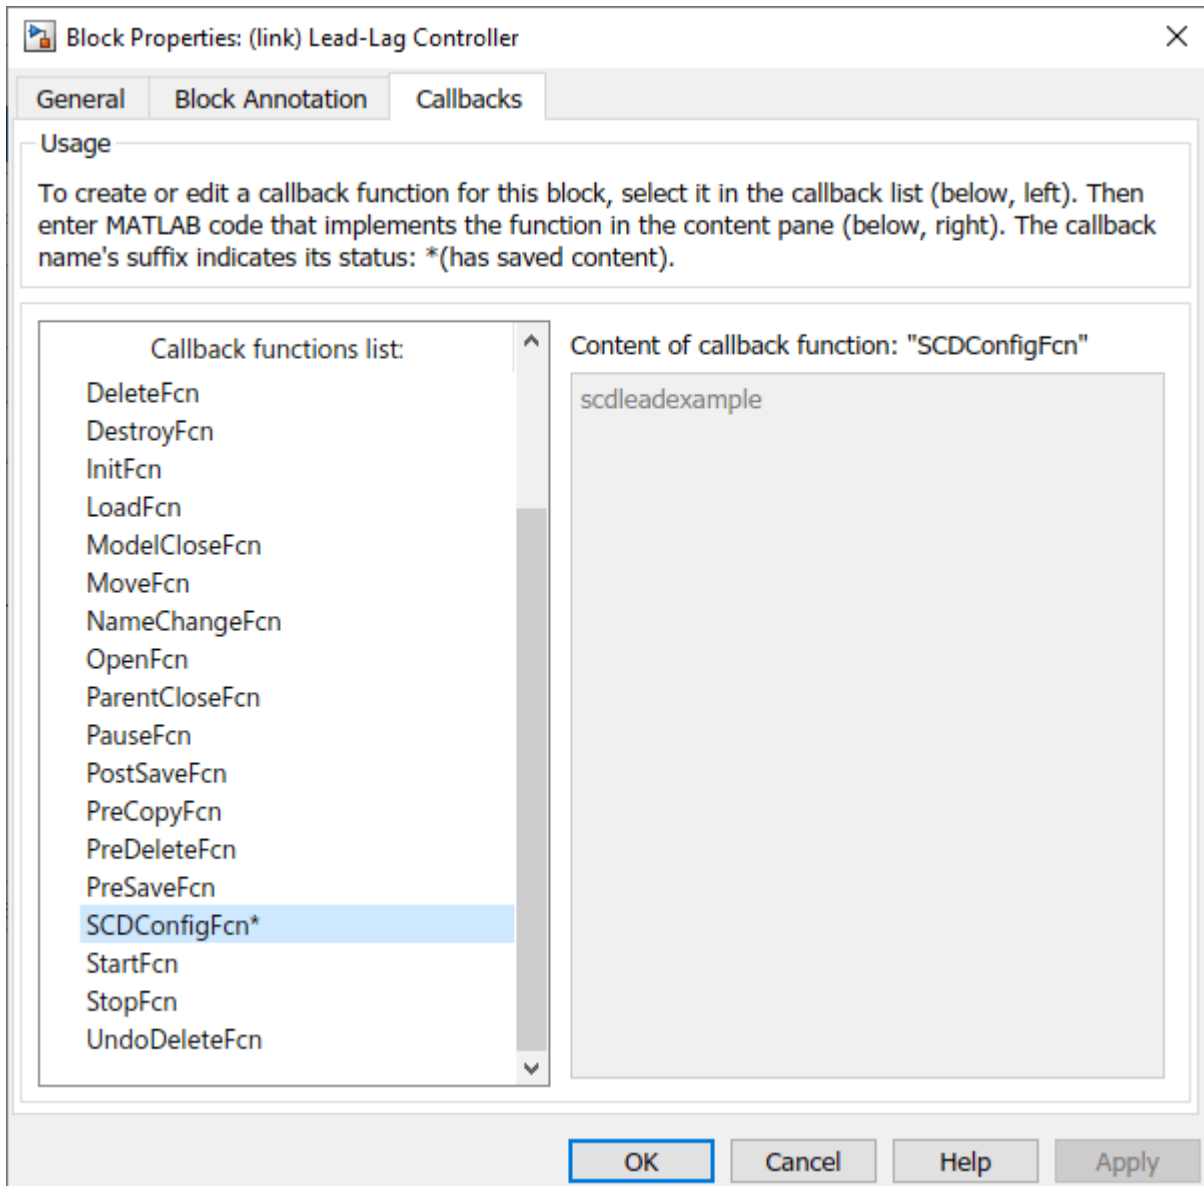 Block Properties: (link) Lead-Lag Controller
General Block Annotation Callbacks
Usage
To create or edit a callback function for this block, select it in the callback list (below, left). Then
enter MATLAB code that implements the function in the content pane (below, right). The callback
name's suffix indicates its status: *(has saved content).
Callback functions list:
DeleteFcn
DestroyFcn
InitFcn
LoadFcn
ModelCloseFcn
MoveFcn
NameChangeFcn
OpenFcn
ParentCloseFcn
PauseFcn
PostSaveFcn
PreCopyFcn
PreDeleteFcn
PreSaveFcn
SCDConfigFcn*
StartFcn
StopFcn
UndoDeleteFcn
Content of callback function: "SCDConfigFcn"
scdleadexample
OK Cancel Help Apply